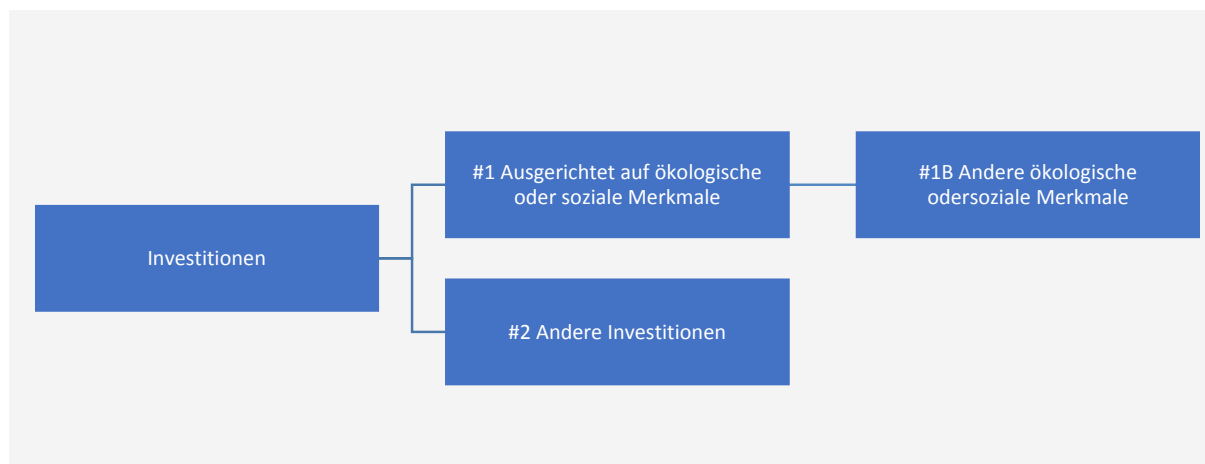 #1 Ausgerichtet auf ökologische
oder soziale Merkmale
#1B Andere ökologische
odersoziale Merkmale
Investitionen
#2 Andere Investitionen